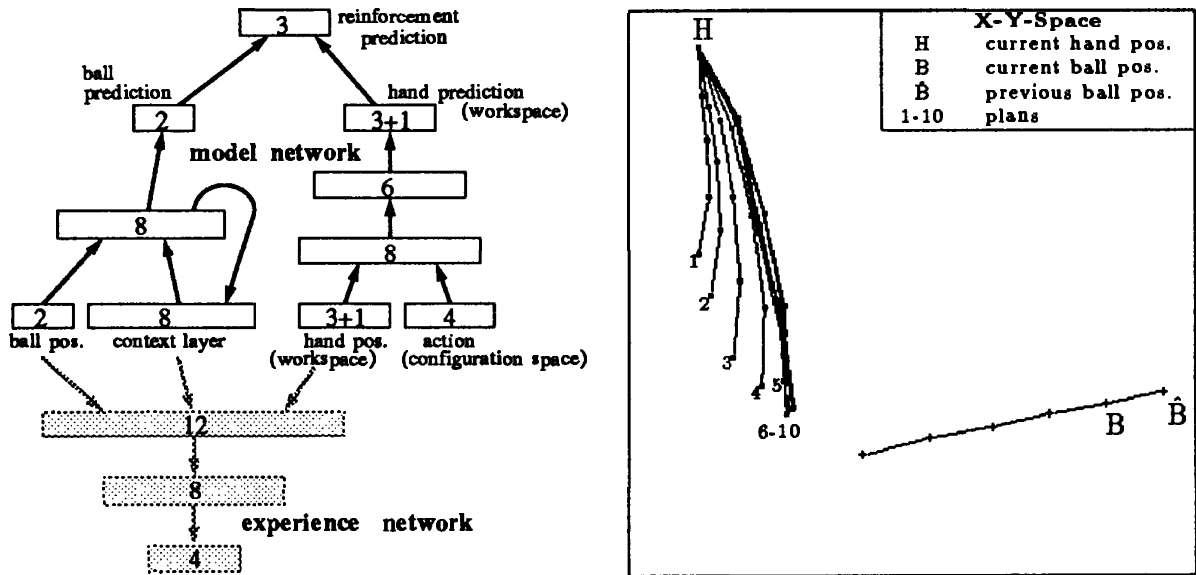 3
reinforcement
prediction
ball
prediction
2
hand prediction
(workspace)
3+1
model network
6
8
8
2
8
3+1
4
ball pos.
context layer
hand pos.
(workspace)
action
(configuration space)
12
8
experience network
4
H
X-Y-Space
H current hand pos.
B current ball pos.
B̂ previous ball pos.
1-10 plans
1
2
3
4
5
6-10
B
B̂